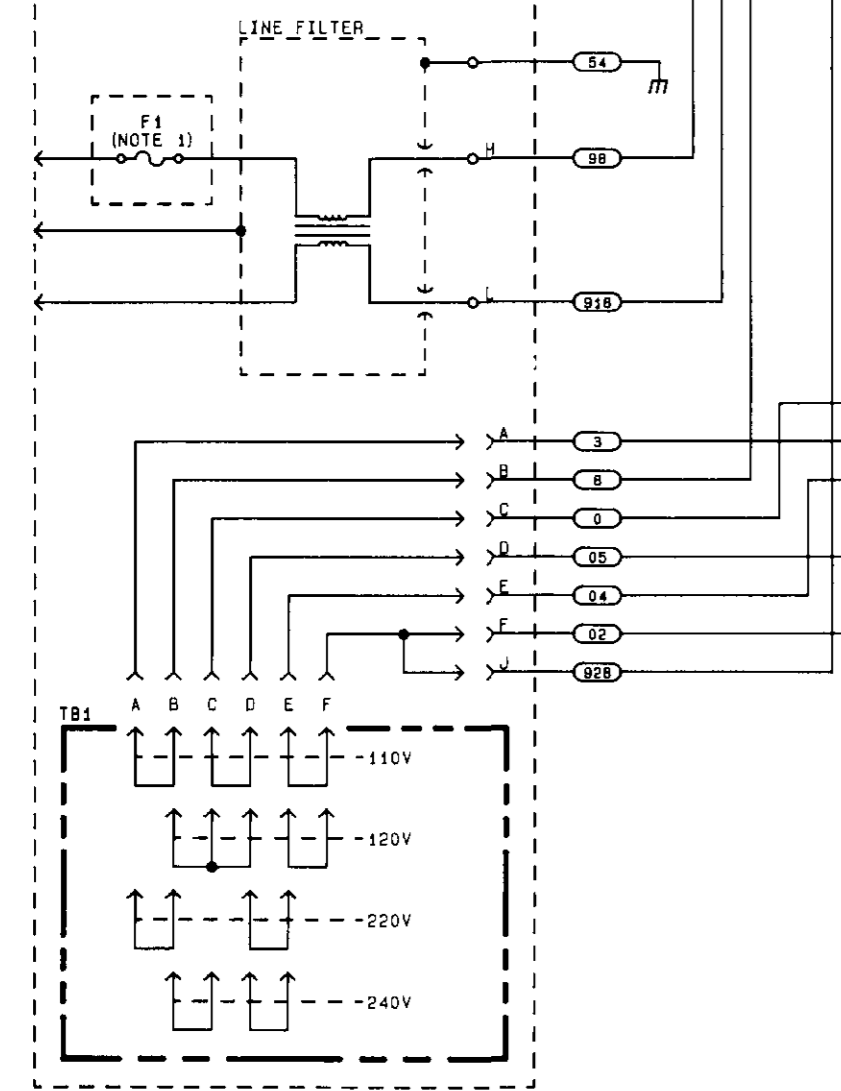 LINE FILTER
54
F1
(NOTE 1)
H
98
L
918
A
3
B
8
C
0
D
05
E
04
F
02
J
928
TB1
A B C D E F
110V
120V
220V
240V